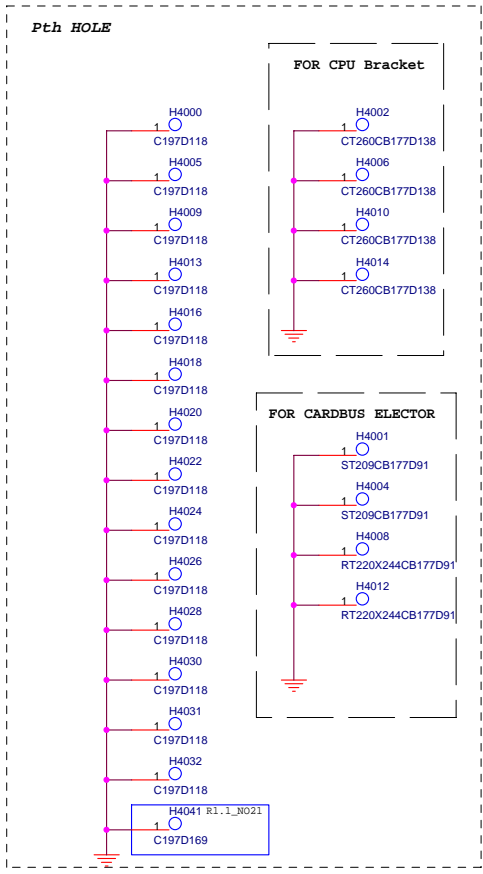 Pth HOLE
H4000
1
C197D118
H4005
1
C197D118
H4009
1
C197D118
H4013
1
C197D118
H4016
1
C197D118
H4018
1
C197D118
H4020
1
C197D118
H4022
1
C197D118
H4024
1
C197D118
H4026
1
C197D118
H4028
1
C197D118
H4030
1
C197D118
H4031
1
C197D118
H4032
1
C197D118
H4041 R1.1_NO21
1
C197D169
FOR CPU Bracket
H4002
1
CT260CB177D138
H4006
1
CT260CB177D138
H4010
1
CT260CB177D138
H4014
1
CT260CB177D138
FOR CARDBUS ELECTOR
H4001
1
ST209CB177D91
H4004
1
ST209CB177D91
H4008
1
RT220X244CB177D91
H4012
1
RT220X244CB177D91